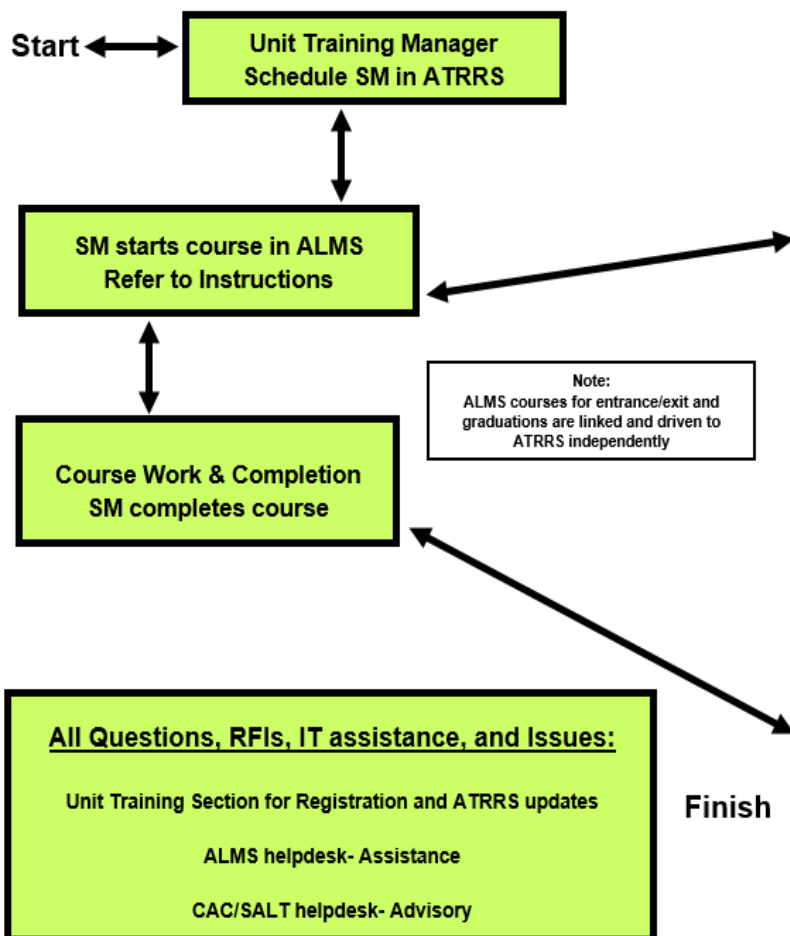 Start
Unit Training Manager
Schedule SM in ATRRS
SM starts course in ALMS
Refer to Instructions
Note:
ALMS courses for entrance/exit and
graduations are linked and driven to
ATRRS independently
Course Work & Completion
SM completes course
All Questions, RFIs, IT assistance, and Issues:
Unit Training Section for Registration and ATRRS updates
ALMS helpdesk- Assistance
CAC/SALT helpdesk- Advisory
Finish